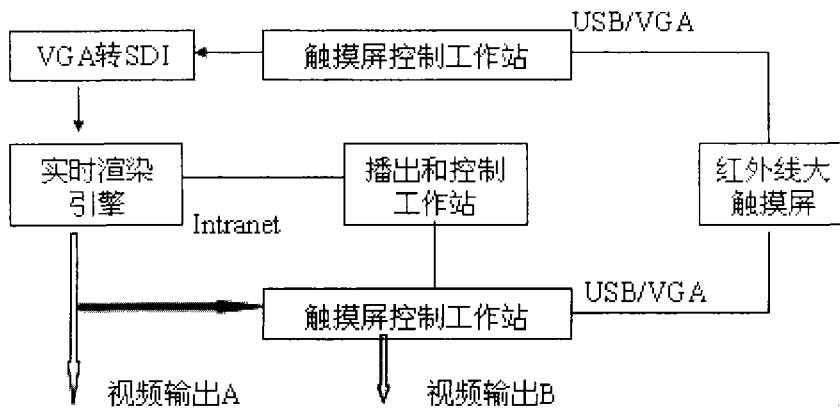 USB/VGA
VGA转SDI
触摸屏控制工作站
实时渲染
引擎
播出和控制
工作站
红外线大
触摸屏
Intranet
USB/VGA
触摸屏控制工作站
视频输出A
视频输出B